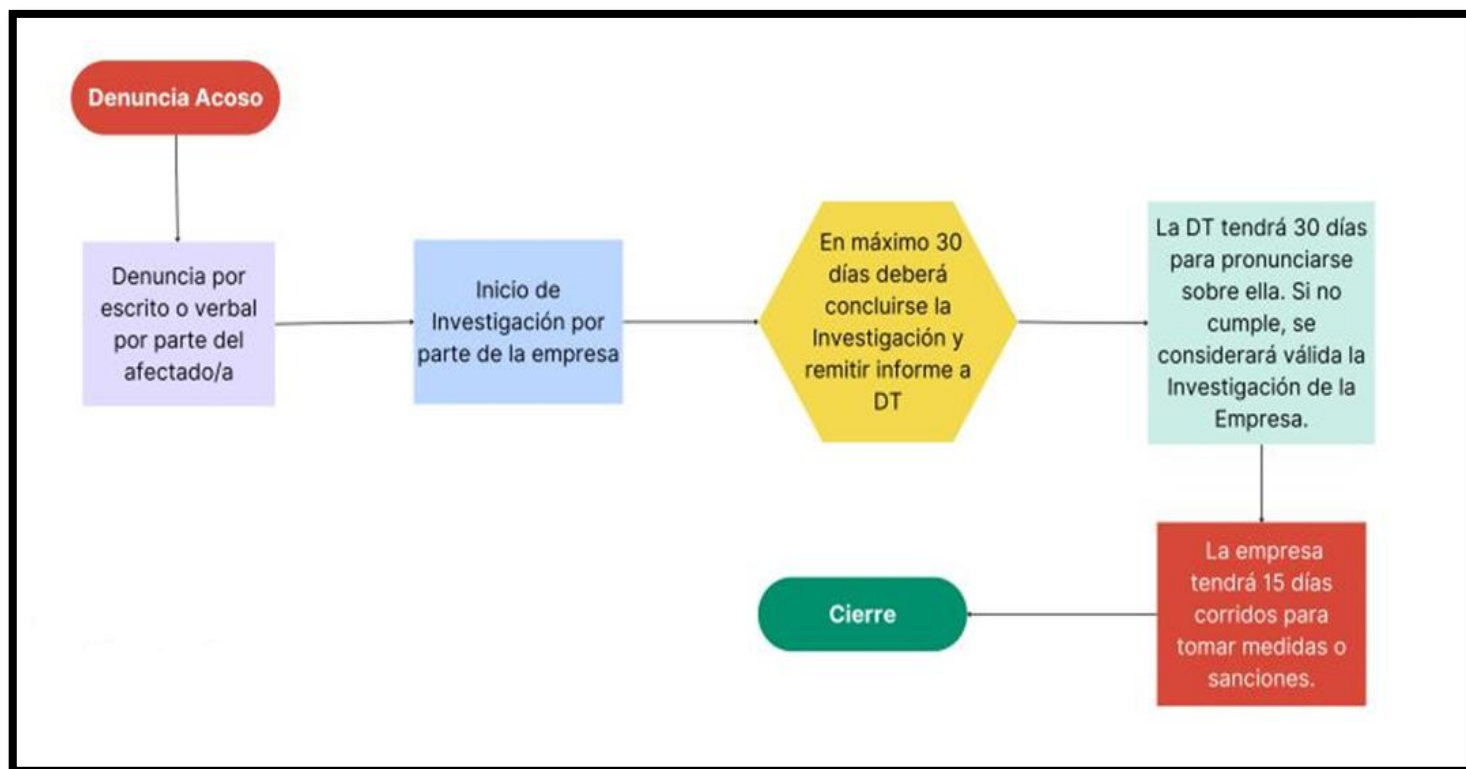 Denuncia Acoso
Denuncia por
escrito o verbal
por parte del
afectado/a
Inicio de
Investigación por
parte de la empresa
En máximo 30
días deberá
concluirse la
Investigación y
remitir informe a
DT
La DT tendrá 30 días
para pronunciarse
sobre ella. Si no
cumple, se
considerará válida la
Investigación de la
Empresa.
La empresa
tendrá 15 días
corridos para
tomar medidas o
sanciones.
Cierre